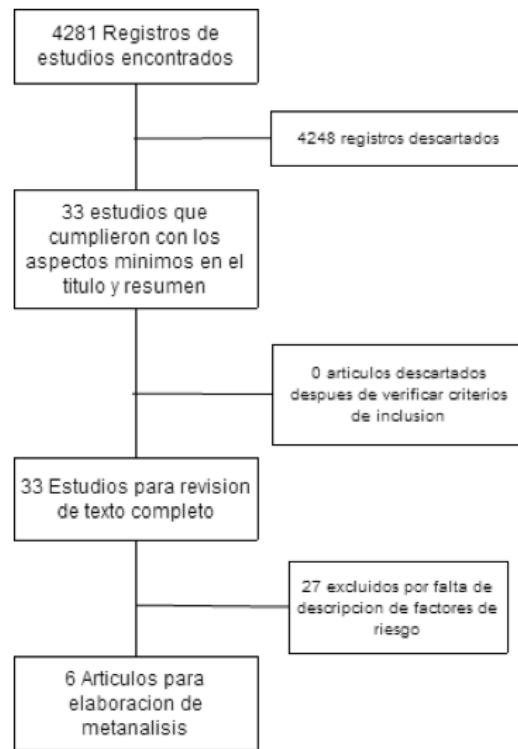 4281 Registros de
estudios encontrados
4248 registros descartados
33 estudios que
cumplieron con los
aspectos minimos en el
titulo y resumen
0 articulos descartados
despues de verificar criterios
de inclusion
33 Estudios para revision
de texto completo
27 excluidos por falta de
descripcion de factores de
riesgo
6 Articulos para
elaboracion de
metanalisis